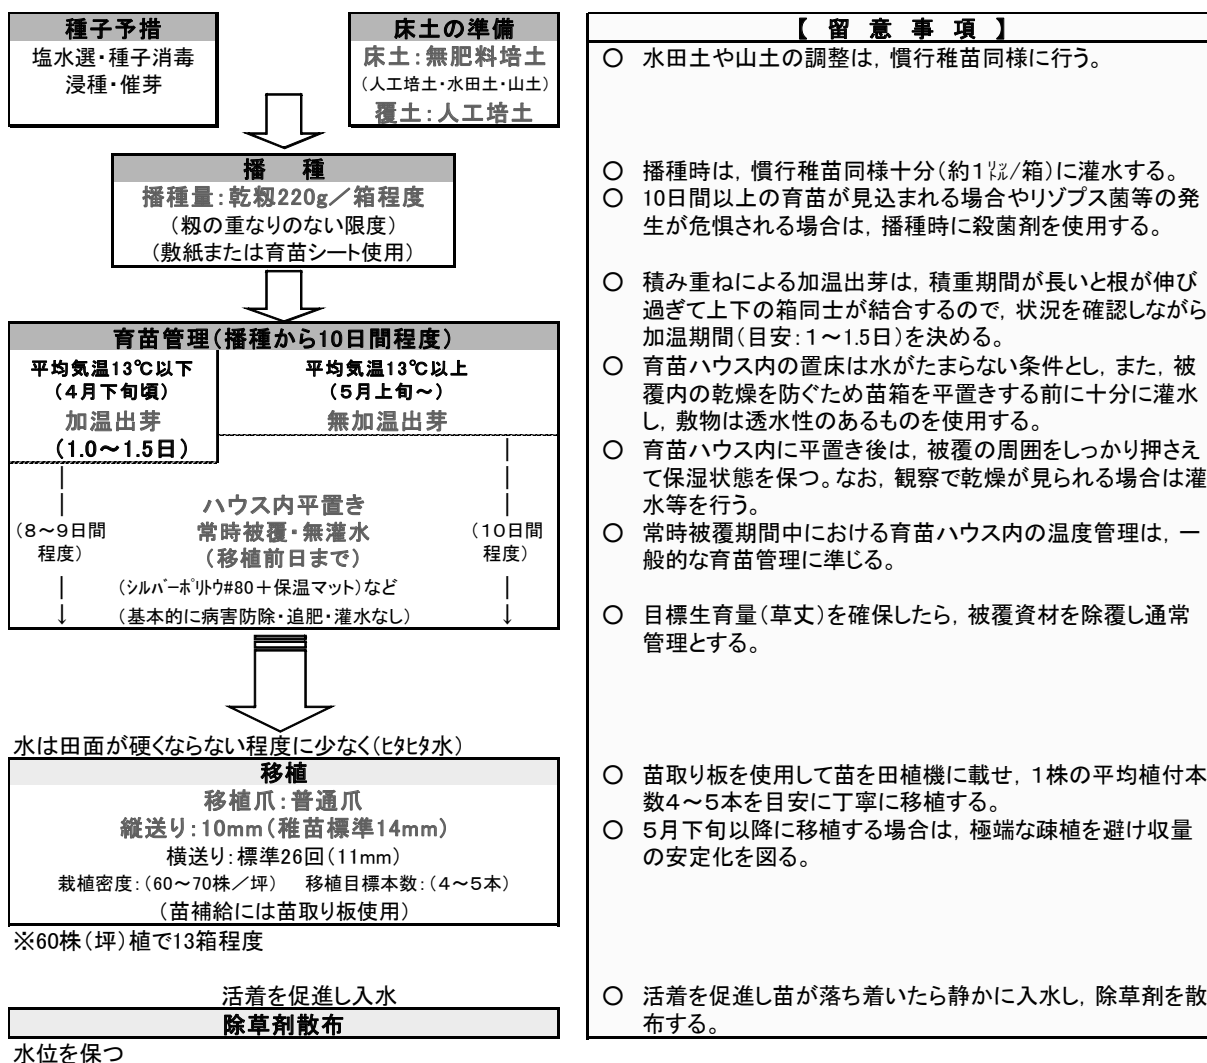 種子予措
塩水選・種子消毒
浸種・催芽
床土の準備
床土：無肥料培土
（人工培土・水田土・山土）
覆土：人工培土
播　種
播種量：乾籾220g／箱程度
（籾の重なりのない限度）
（敷紙または育苗シート使用）
育苗管理（播種から10日間程度）
平均気温13℃以下
（４月下旬頃）
加温出芽
（1.0～1.5日）
平均気温13℃以上
（５月上旬～）
無加温出芽
（８～９日間
程度）
ハウス内平置き
常時被覆・無灌水
（移植前日まで）
（１０日間
程度）
（ｼﾙﾊﾞｰﾎﾟﾘﾄｳ#80＋保温マット）など
（基本的に病害防除・追肥・灌水なし）
水は田面が硬くならない程度に少なく（ﾋﾀﾋﾀ水）
移植
移植爪：普通爪
縦送り：10mm（稚苗標準14mm）
横送り：標準26回（11mm）
栽植密度：（60～70株／坪）　移植目標本数：（４～５本）
（苗補給には苗取り板使用）
※60株（坪）植で13箱程度
活着を促進し入水
除草剤散布
水位を保つ
【　留　意　事　項　】
○　水田土や山土の調整は，慣行稚苗同様に行う。
○　播種時は，慣行稚苗同様十分（約１㍑/箱）に灌水する。
○　10日間以上の育苗が見込まれる場合やリゾプス菌等の発
生が危惧される場合は，播種時に殺菌剤を使用する。
○　積み重ねによる加温出芽は，積重期間が長いと根が伸び
過ぎて上下の箱同士が結合するので，状況を確認しながら
加温期間（目安：１～1.5日）を決める。
○　育苗ハウス内の置床は水がたまらない条件とし，また，被
覆内の乾燥を防ぐため苗箱を平置きする前に十分に灌水
し，敷物は透水性のあるものを使用する。
○　育苗ハウス内に平置き後は，被覆の周囲をしっかり押さえ
て保湿状態を保つ。なお，観察で乾燥が見られる場合は灌
水等を行う。
○　常時被覆期間中における育苗ハウス内の温度管理は，一
般的な育苗管理に準じる。
○　目標生育量（草丈）を確保したら，被覆資材を除覆し通常
管理とする。
○　苗取り板を使用して苗を田植機に載せ，１株の平均植付本
数４～５本を目安に丁寧に移植する。
○　５月下旬以降に移植する場合は，極端な疎植を避け収量
の安定化を図る。
○　活着を促進し苗が落ち着いたら静かに入水し，除草剤を散
布する。